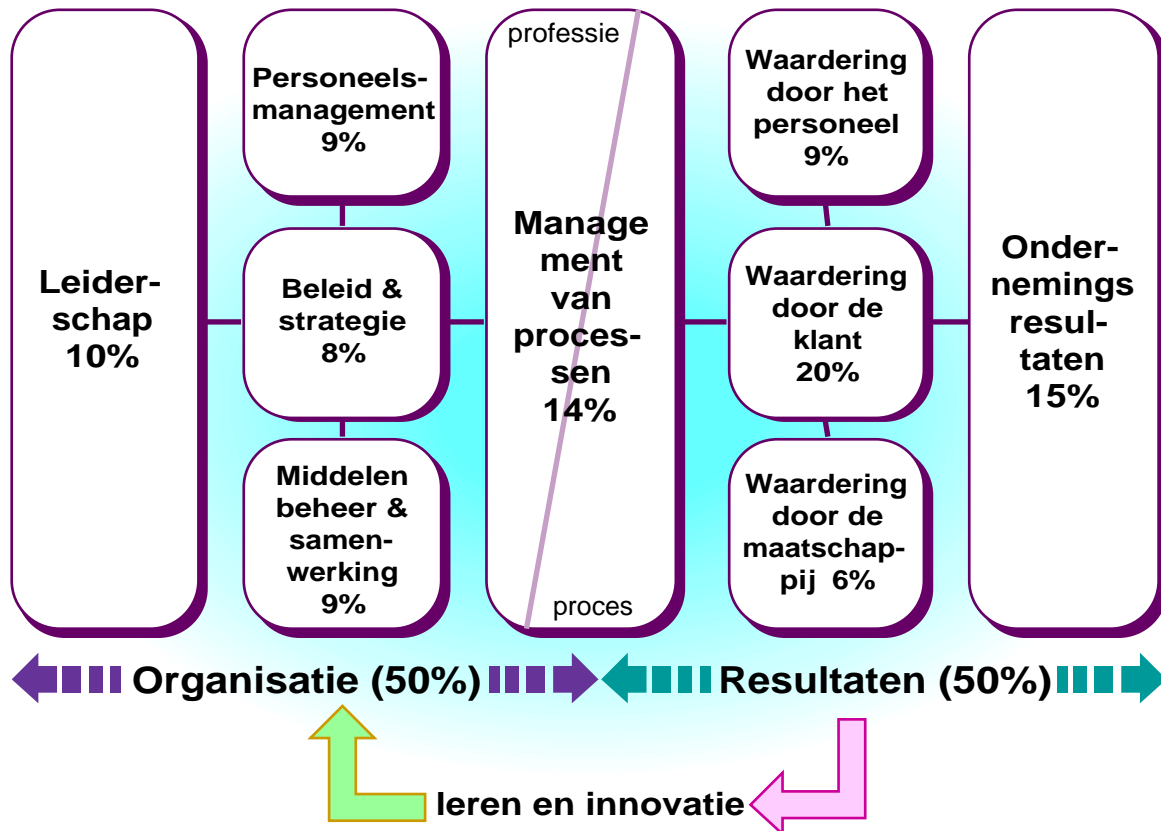 Leider-
schap
10%
Personeels-
management
9%
Beleid &
strategie
8%
Middelen
beheer &
samen-
werking
9%
professie
Manage
ment
van
proces-
sen
14%
proces
Waardering
door het
personeel
9%
Waardering
door de
klant
20%
Waardering
door de
maatschap-
pij 6%
Onder-
nemings
resul-
taten
15%
Organisatie (50%)
Resultaten (50%)
leren en innovatie